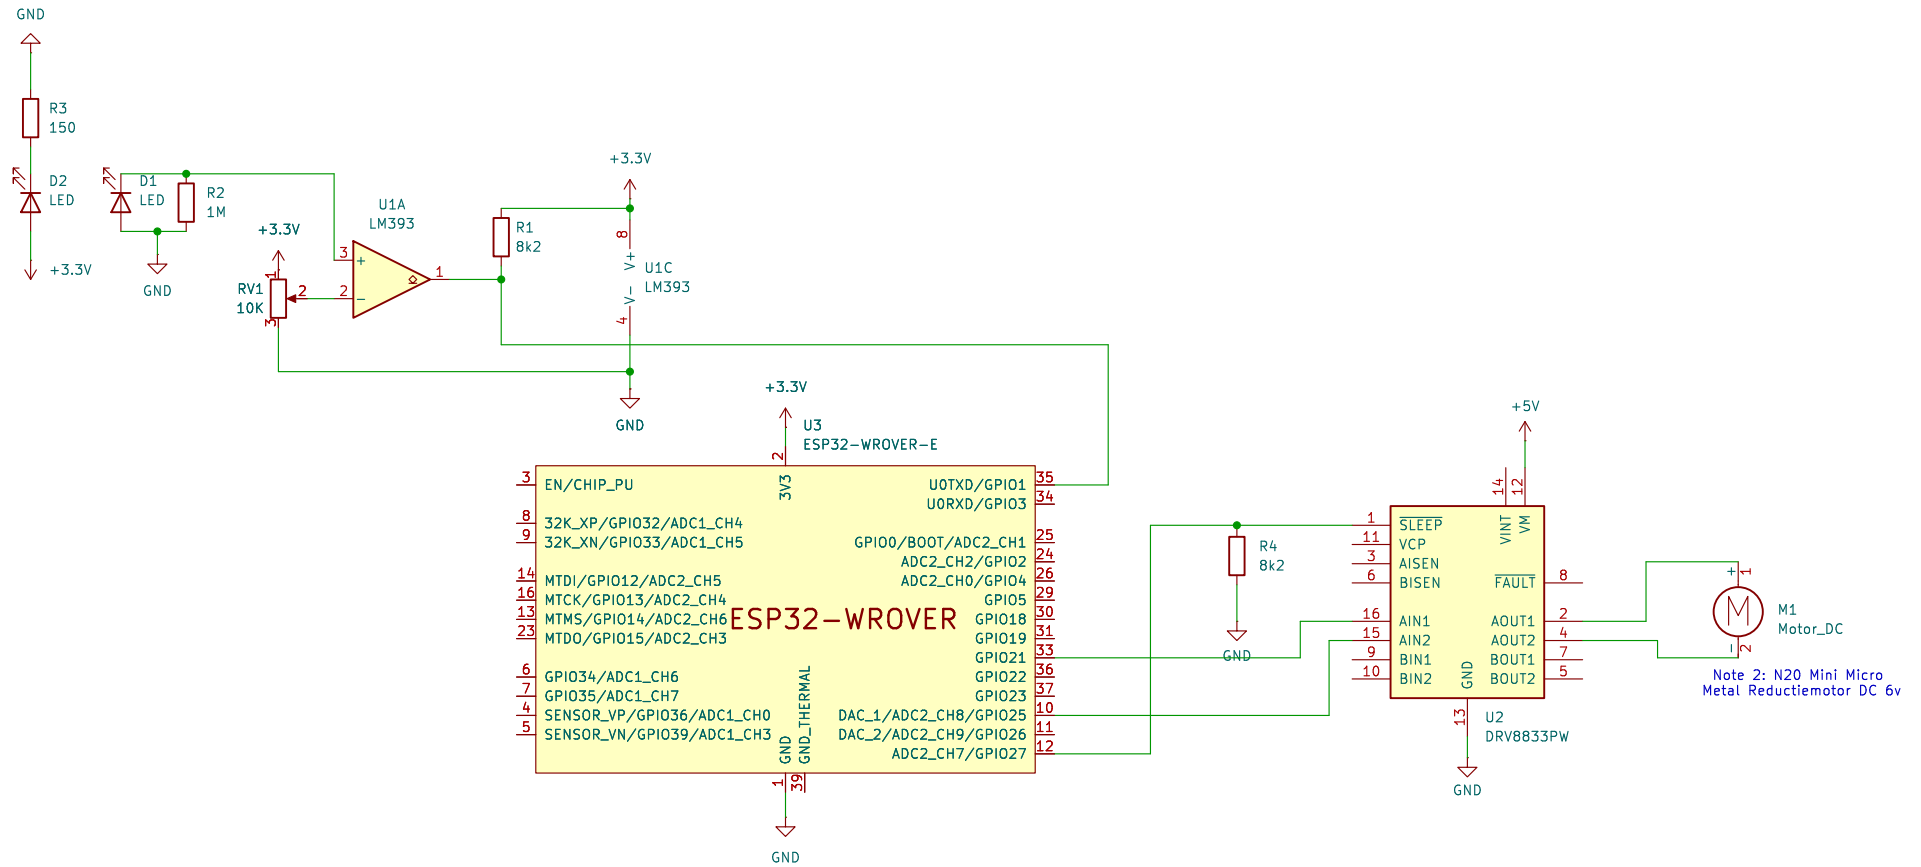 GND
R3
150
D2
LED
+3.3V
D1
LED
R2
1M
GND
+3.3V
RV1
10K
1
2
3
U1A
LM393
3
+
2
−
1
R1
8k2
+3.3V
8
V+
U1C
LM393
V-
4
GND
+3.3V
U3
ESP32-WROVER-E
2
3V3
ESP32-WROVER
3 EN/CHIP_PU
8 32K_XP/GPIO32/ADC1_CH4
9 32K_XN/GPIO33/ADC1_CH5
14 MTDI/GPIO12/ADC2_CH5
16 MTCK/GPIO13/ADC2_CH4
13 MTMS/GPIO14/ADC2_CH6
23 MTDO/GPIO15/ADC2_CH3
6 GPIO34/ADC1_CH6
7 GPIO35/ADC1_CH7
4 SENSOR_VP/GPIO36/ADC1_CH0
5 SENSOR_VN/GPIO39/ADC1_CH3
U0TXD/GPIO1 35
U0RXD/GPIO3 34
GPIO0/BOOT/ADC2_CH1 25
ADC2_CH2/GPIO2 24
ADC2_CH0/GPIO4 26
GPIO5 29
GPIO18 30
GPIO19 31
GPIO21 33
GPIO22 36
GPIO23 37
DAC_1/ADC2_CH8/GPIO25 10
DAC_2/ADC2_CH9/GPIO26 11
ADC2_CH7/GPIO27 12
GND
1
GND_THERMAL
39
GND
R4
8k2
GND
+5V
14
VINT
12
VM
1 SLEEP
11 VCP
3 AISEN
6 BISEN
16 AIN1
15 AIN2
9 BIN1
10 BIN2
FAULT 8
AOUT1 2
AOUT2 4
BOUT1 7
BOUT2 5
GND
13
U2
DRV8833PW
GND
+
1
M
M1
Motor_DC
−
2
Note 2: N20 Mini Micro
Metal Reductiemotor DC 6v